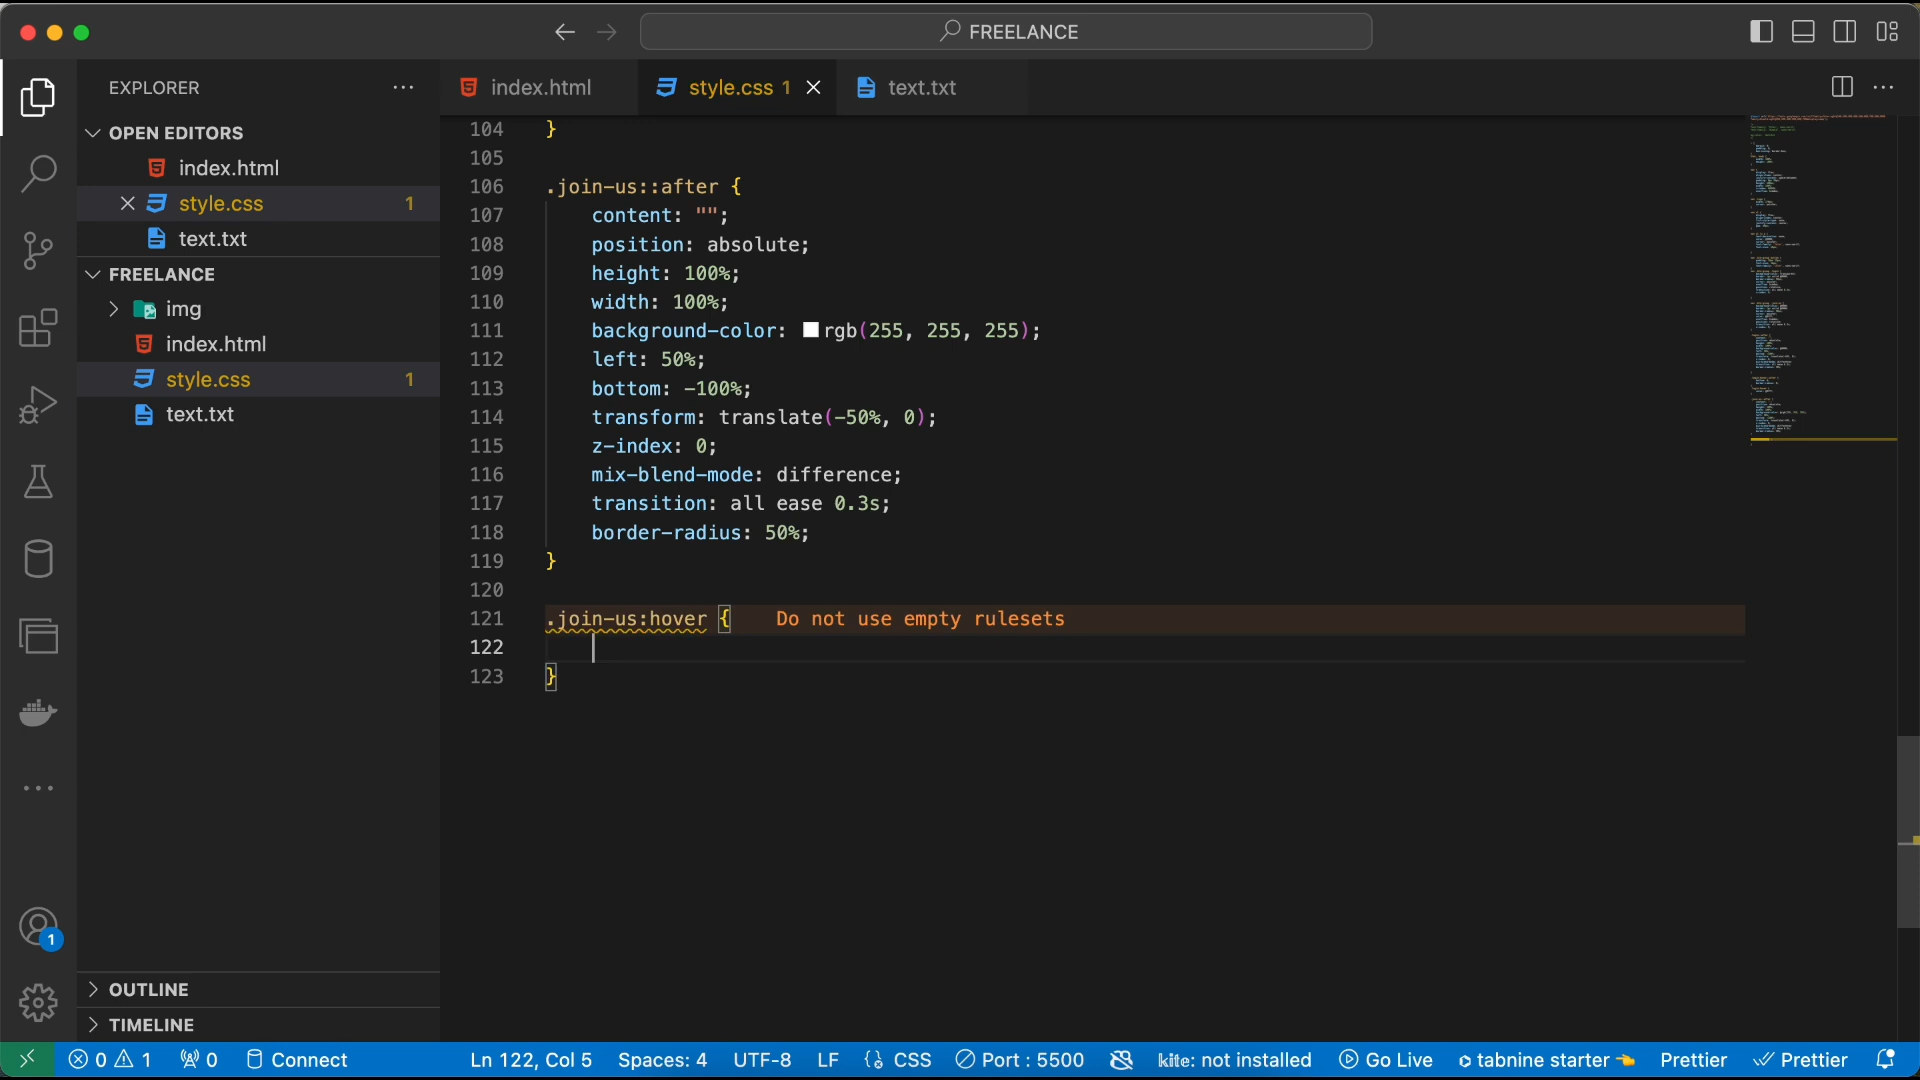 FREELANCE
EXPLORER
index.html
style.css 1
text.txt
OPEN EDITORS
index.html
style.css 1
text.txt
FREELANCE
img
index.html
style.css 1
text.txt
104 }
105
106 .join-us::after {
107 content: "";
108 position: absolute;
109 height: 100%;
110 width: 100%;
111 background-color: rgb(255, 255, 255);
112 left: 50%;
113 bottom: -100%;
114 transform: translate(-50%, 0);
115 z-index: 0;
116 mix-blend-mode: difference;
117 transition: all ease 0.3s;
118 border-radius: 50%;
119 }
120
121 .join-us:hover { Do not use empty rulesets
122
123 }
1
OUTLINE
TIMELINE
0 1 0 Connect Ln 122, Col 5 Spaces: 4 UTF-8 LF CSS Port : 5500 kite: not installed Go Live tabnine starter Prettier Prettier